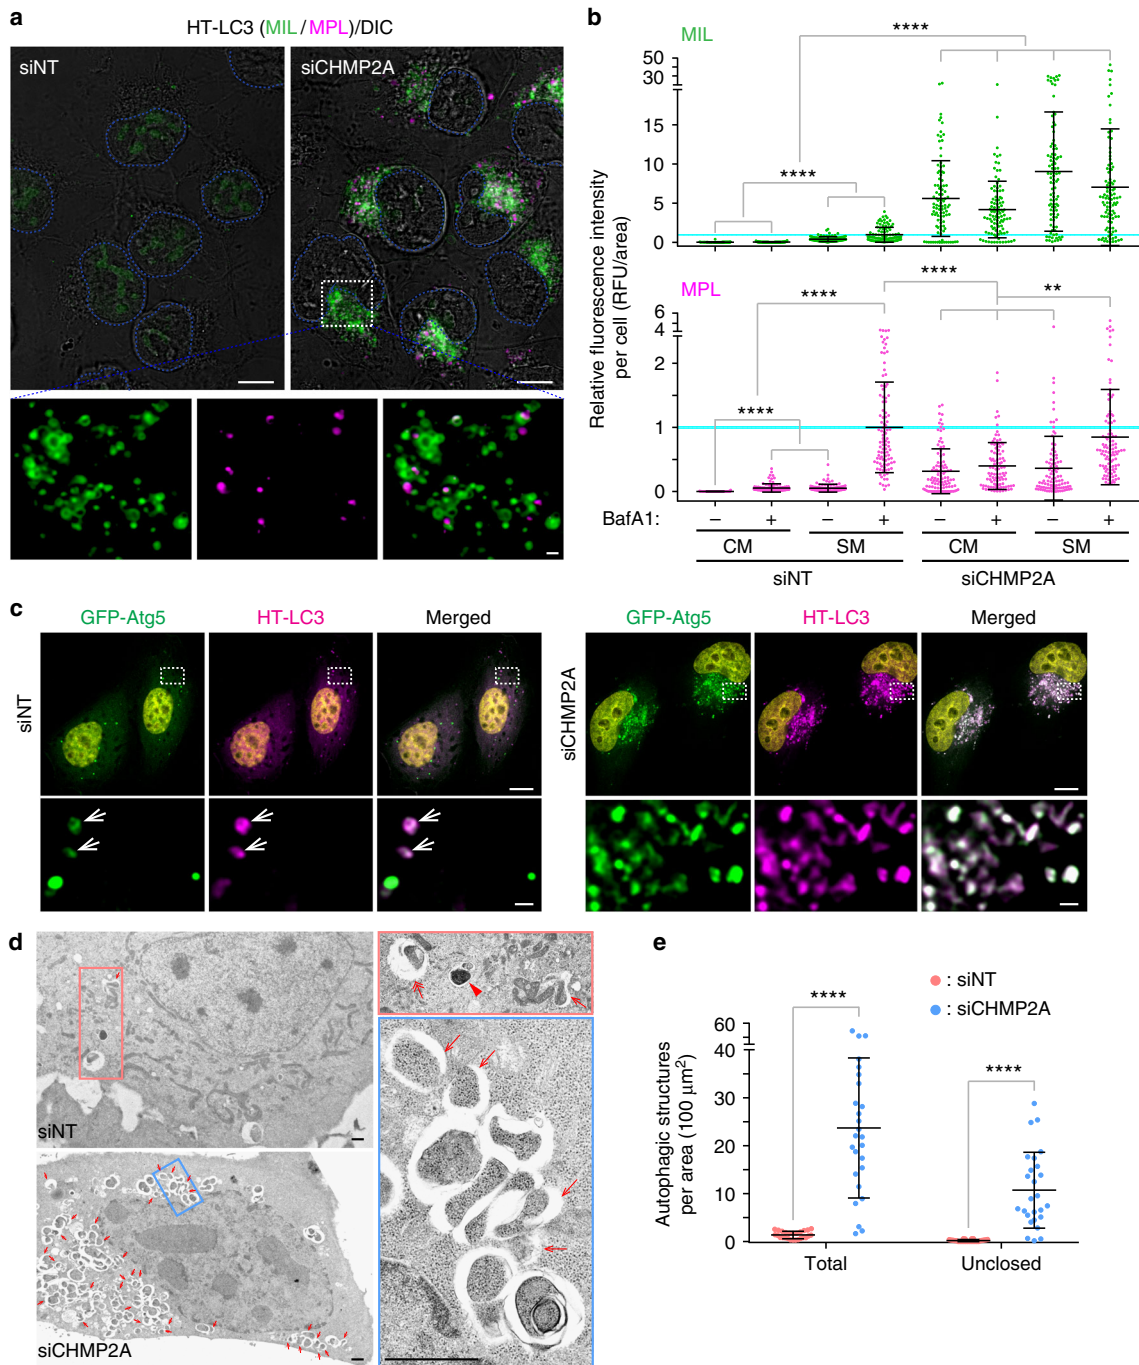 a
HT-LC3 (MIL/MPL)/DIC
siNT
siCHMP2A
b
MIL
****
****
50
30
15
10
5
0
Relative fluorescence intensity
per cell (RFU/area)
MPL
****
****
**
****
6
4
2
1
0
BafA1: – + – + – + – +
CM SM CM SM
siNT siCHMP2A
c
GFP-Atg5 HT-LC3 Merged
siNT
GFP-Atg5 HT-LC3 Merged
siCHMP2A
d
siNT
siCHMP2A
e
: siNT
: siCHMP2A
****
****
60
40
30
20
10
0
Autophagic structures
per area (100 μm²)
Total Unclosed